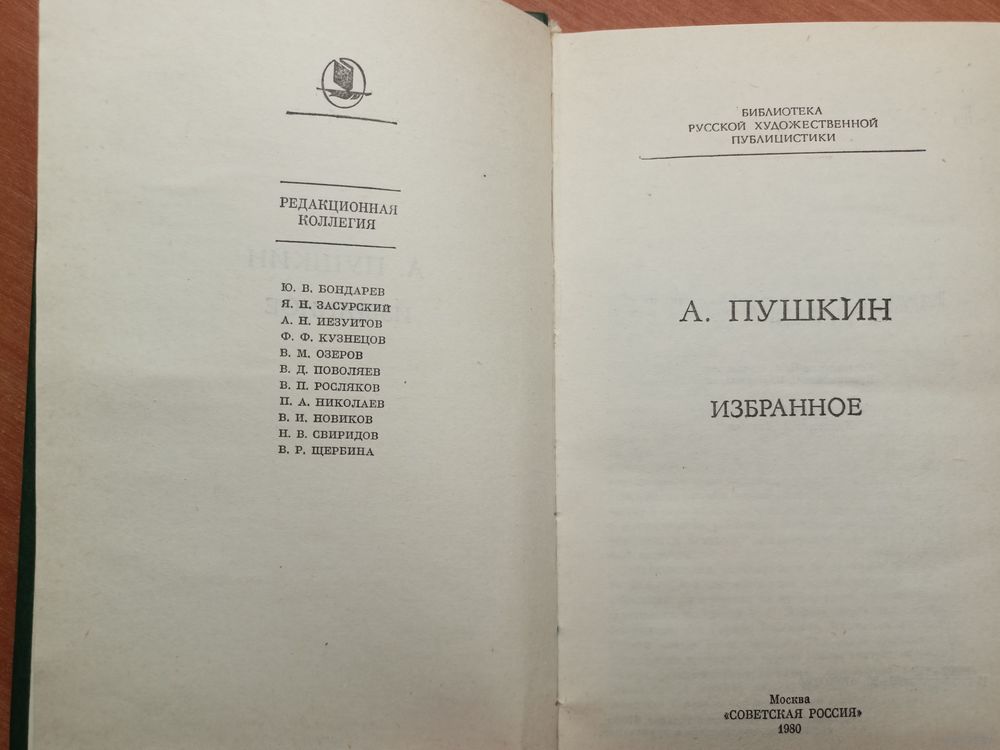 РЕДАКЦИОННАЯ
КОЛЛЕГИЯ
Ю. В. БОНДАРЕВ
Я. Н. ЗАСУРСКИЙ
А. Н. ИЕЗУИТОВ
Ф. Ф. КУЗНЕЦОВ
В. М. ОЗЕРОВ
В. Д. ПОВОЛЯЕВ
В. П. РОСЛЯКОВ
П. А. НИКОЛАЕВ
В. И. НОВИКОВ
Н. В. СВИРИДОВ
В. Р. ЩЕРБИНА
БИБЛИОТЕКА
РУССКОЙ ХУДОЖЕСТВЕННОЙ
ПУБЛИЦИСТИКИ
А. ПУШКИН
ИЗБРАННОЕ
Москва
«СОВЕТСКАЯ РОССИЯ»
1980